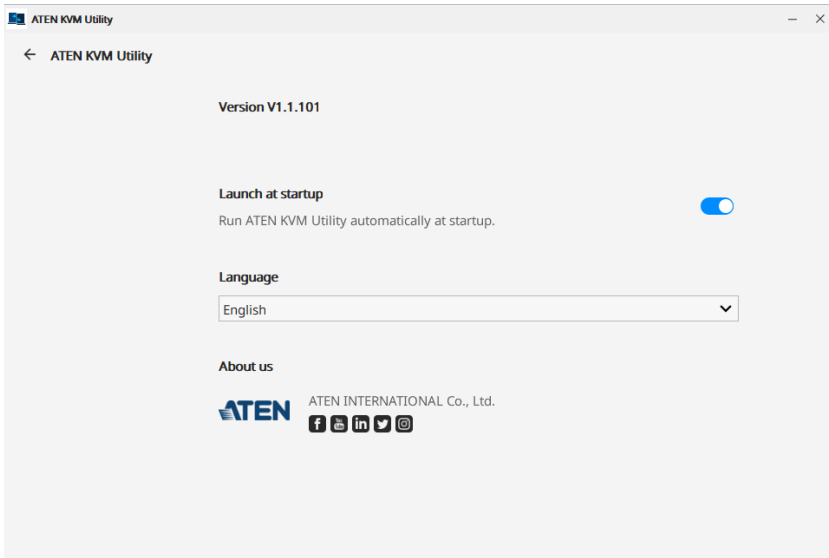 ATEN KVM Utility
ATEN KVM Utility
Version V1.1.101
Launch at startup
Run ATEN KVM Utility automatically at startup.
Language
English
About us
ATEN
ATEN INTERNATIONAL Co., Ltd.